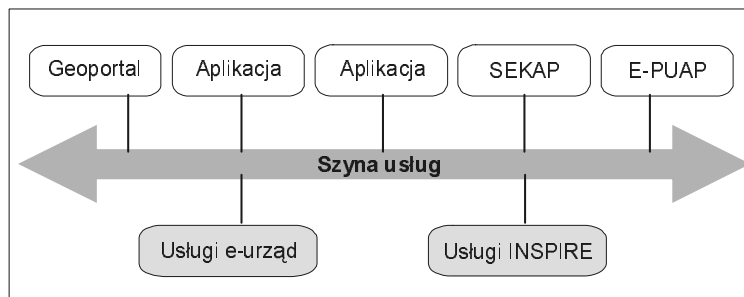 Geoportal
Aplikacja
Aplikacja
SEKAP
E-PUAP
Szyna usług
Usługi e-urząd
Usługi INSPIRE